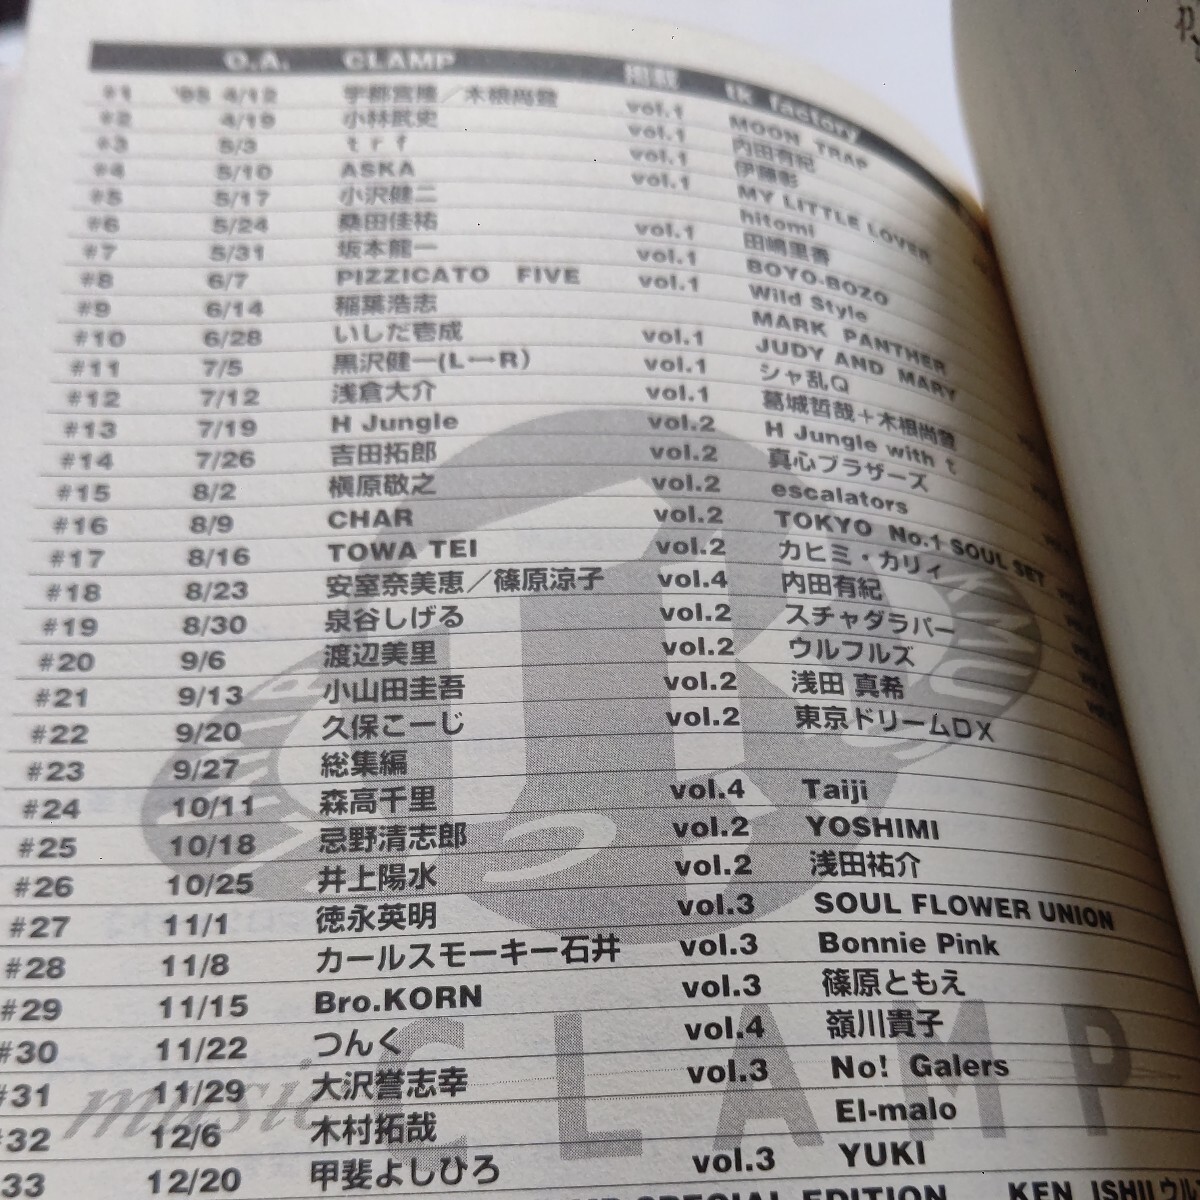 O.A. CLAMP 掲載 tk factory
#1 '95 4/12 宇都宮隆／木根尚登 vol.1 MOON TRAP
#2 4/19 小林武史 vol.1 内田有紀
#3 5/3 trf vol.1 伊藤彰
#4 5/10 ASKA vol.1 MY LITTLE LOVER
#5 5/17 小沢健二 hitomi
#6 5/24 桑田佳祐 vol.1 田嶋里香
#7 5/31 坂本龍一 vol.1 BOYO-BOZO
#8 6/7 PIZZICATO FIVE vol.1 Wild Style
#9 6/14 稲葉浩志 MARK PANTHER
#10 6/28 いしだ壱成 vol.1 JUDY AND MARY
#11 7/5 黒沢健一(L↔R) vol.1 シャ乱Q
#12 7/12 浅倉大介 vol.1 葛城哲哉＋木根尚登
#13 7/19 H Jungle vol.2 H Jungle with t
#14 7/26 吉田拓郎 vol.2 真心ブラザーズ
#15 8/2 槇原敬之 vol.2 escalators
#16 8/9 CHAR vol.2 TOKYO No.1 SOUL SET
#17 8/16 TOWA TEI vol.2 カヒミ・カリィ
#18 8/23 安室奈美恵／篠原涼子 vol.4 内田有紀
#19 8/30 泉谷しげる vol.2 スチャダラパー
#20 9/6 渡辺美里 vol.2 ウルフルズ
#21 9/13 小山田圭吾 vol.2 浅田 真希
#22 9/20 久保こーじ vol.2 東京ドリームDX
#23 9/27 総集編
#24 10/11 森高千里 vol.4 Taiji
#25 10/18 忌野清志郎 vol.2 YOSHIMI
#26 10/25 井上陽水 vol.2 浅田祐介
#27 11/1 徳永英明 vol.3 SOUL FLOWER UNION
#28 11/8 カールスモーキー石井 vol.3 Bonnie Pink
#29 11/15 Bro.KORN vol.3 篠原ともえ
#30 11/22 つんく vol.4 嶺川貴子
#31 11/29 大沢誉志幸 vol.3 No! Galers
#32 12/6 木村拓哉 El-malo
33 12/20 甲斐よしひろ vol.3 YUKI
SPECIAL EDITION KEN ISHII ウル
music CLAMP